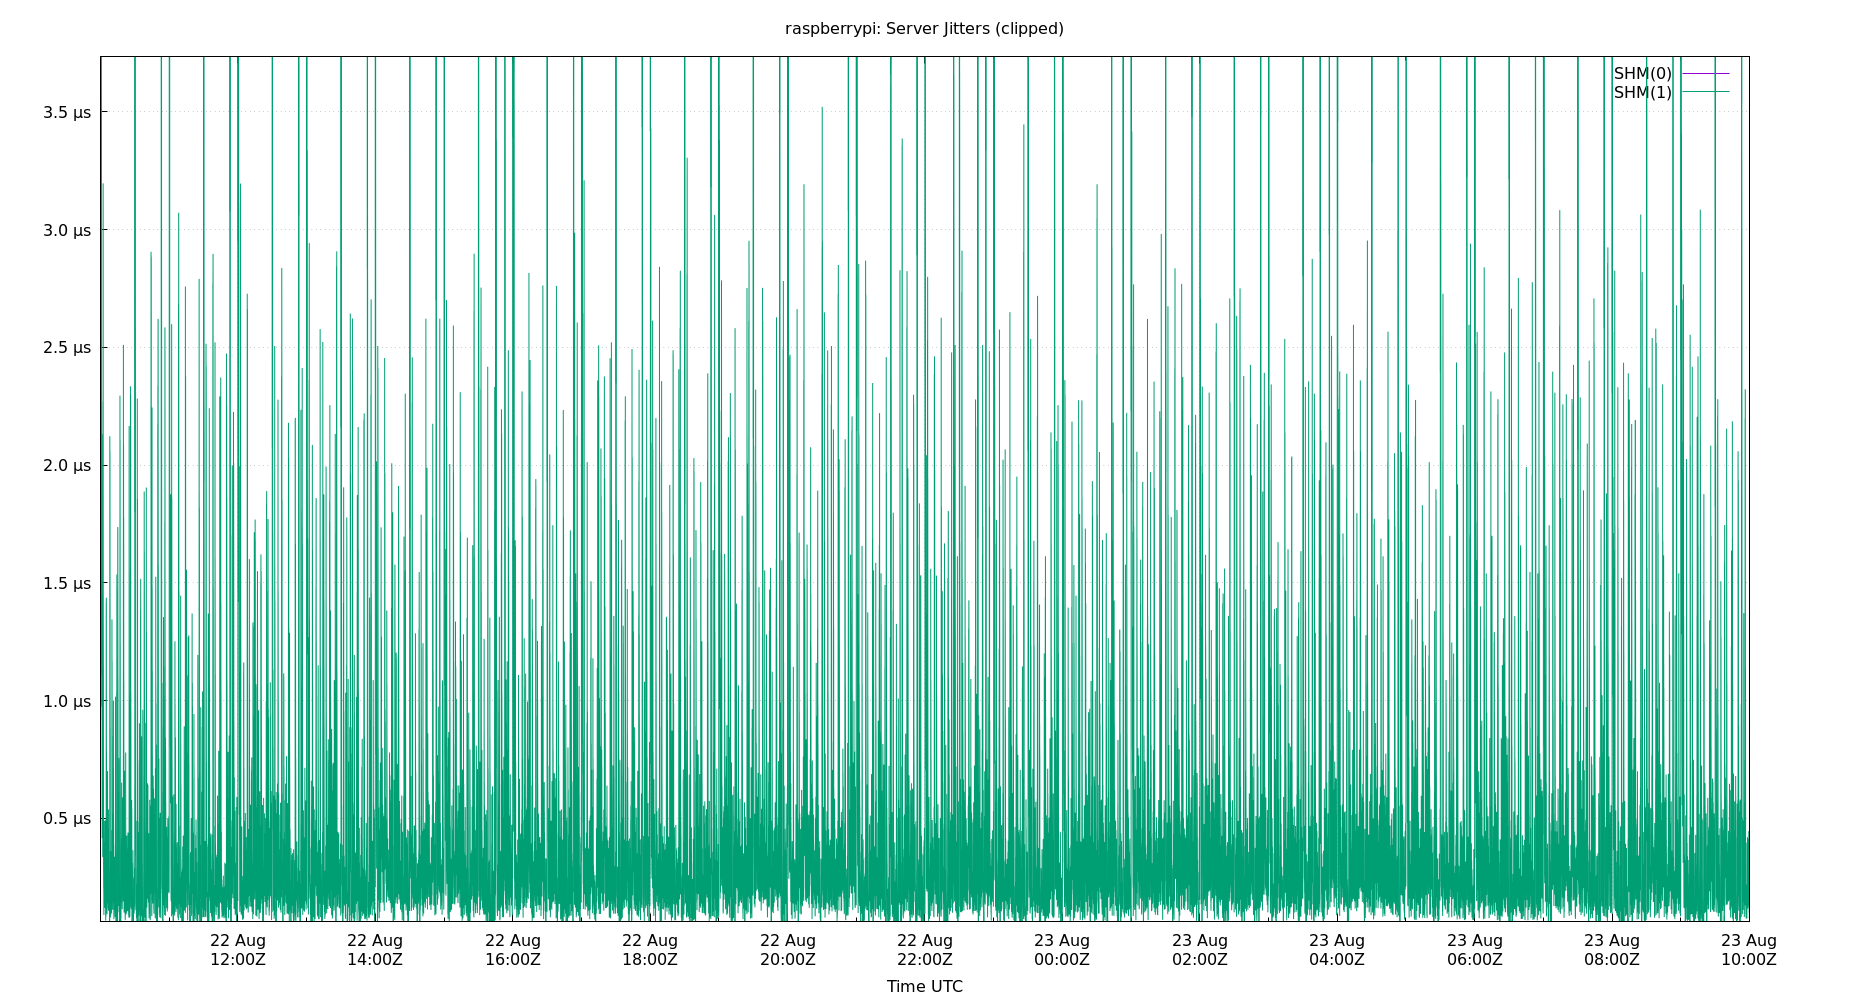 raspberrypi: Server Jitters (clipped)
SHM(0)
SHM(1)
3.5 µs
3.0 µs
2.5 µs
2.0 µs
1.5 µs
1.0 µs
0.5 µs
22 Aug 22 Aug 22 Aug 22 Aug 22 Aug 22 Aug 23 Aug 23 Aug 23 Aug 23 Aug 23 Aug 23 Aug
12:00Z 14:00Z 16:00Z 18:00Z 20:00Z 22:00Z 00:00Z 02:00Z 04:00Z 06:00Z 08:00Z 10:00Z
Time UTC